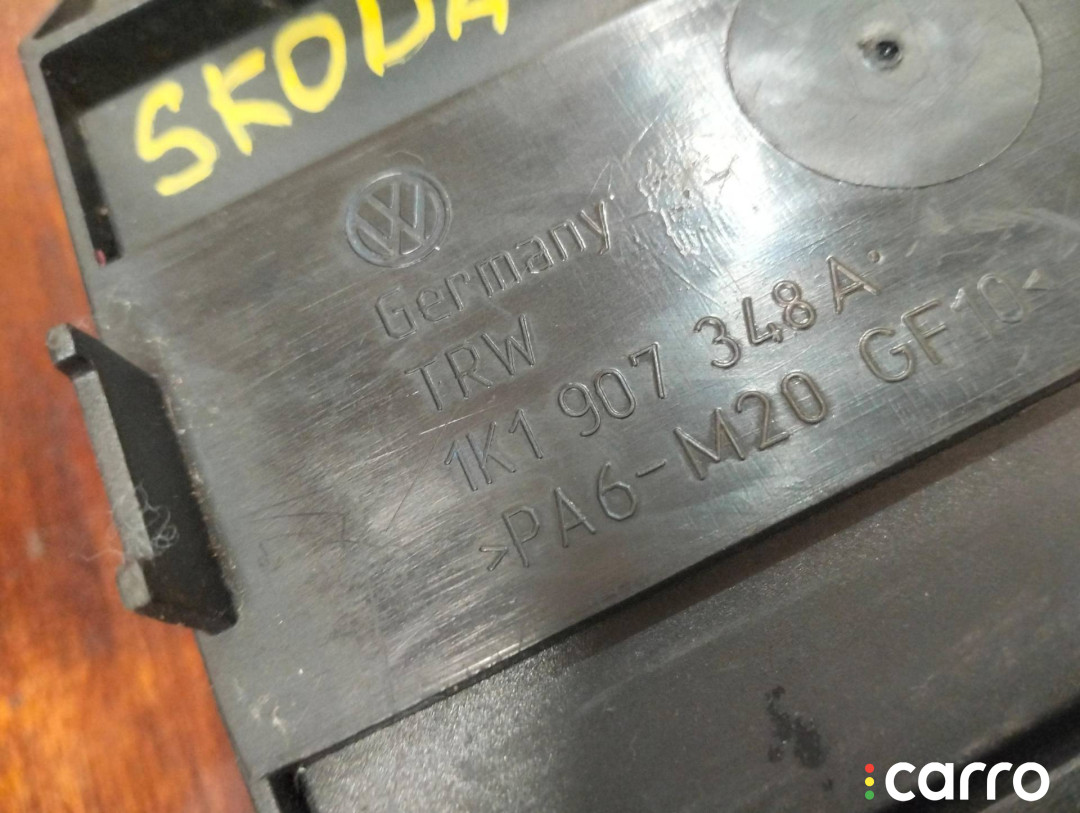 SKODA
Germany
TRW
1K1 907 348 A
>PA6-M20 GF10<
carro